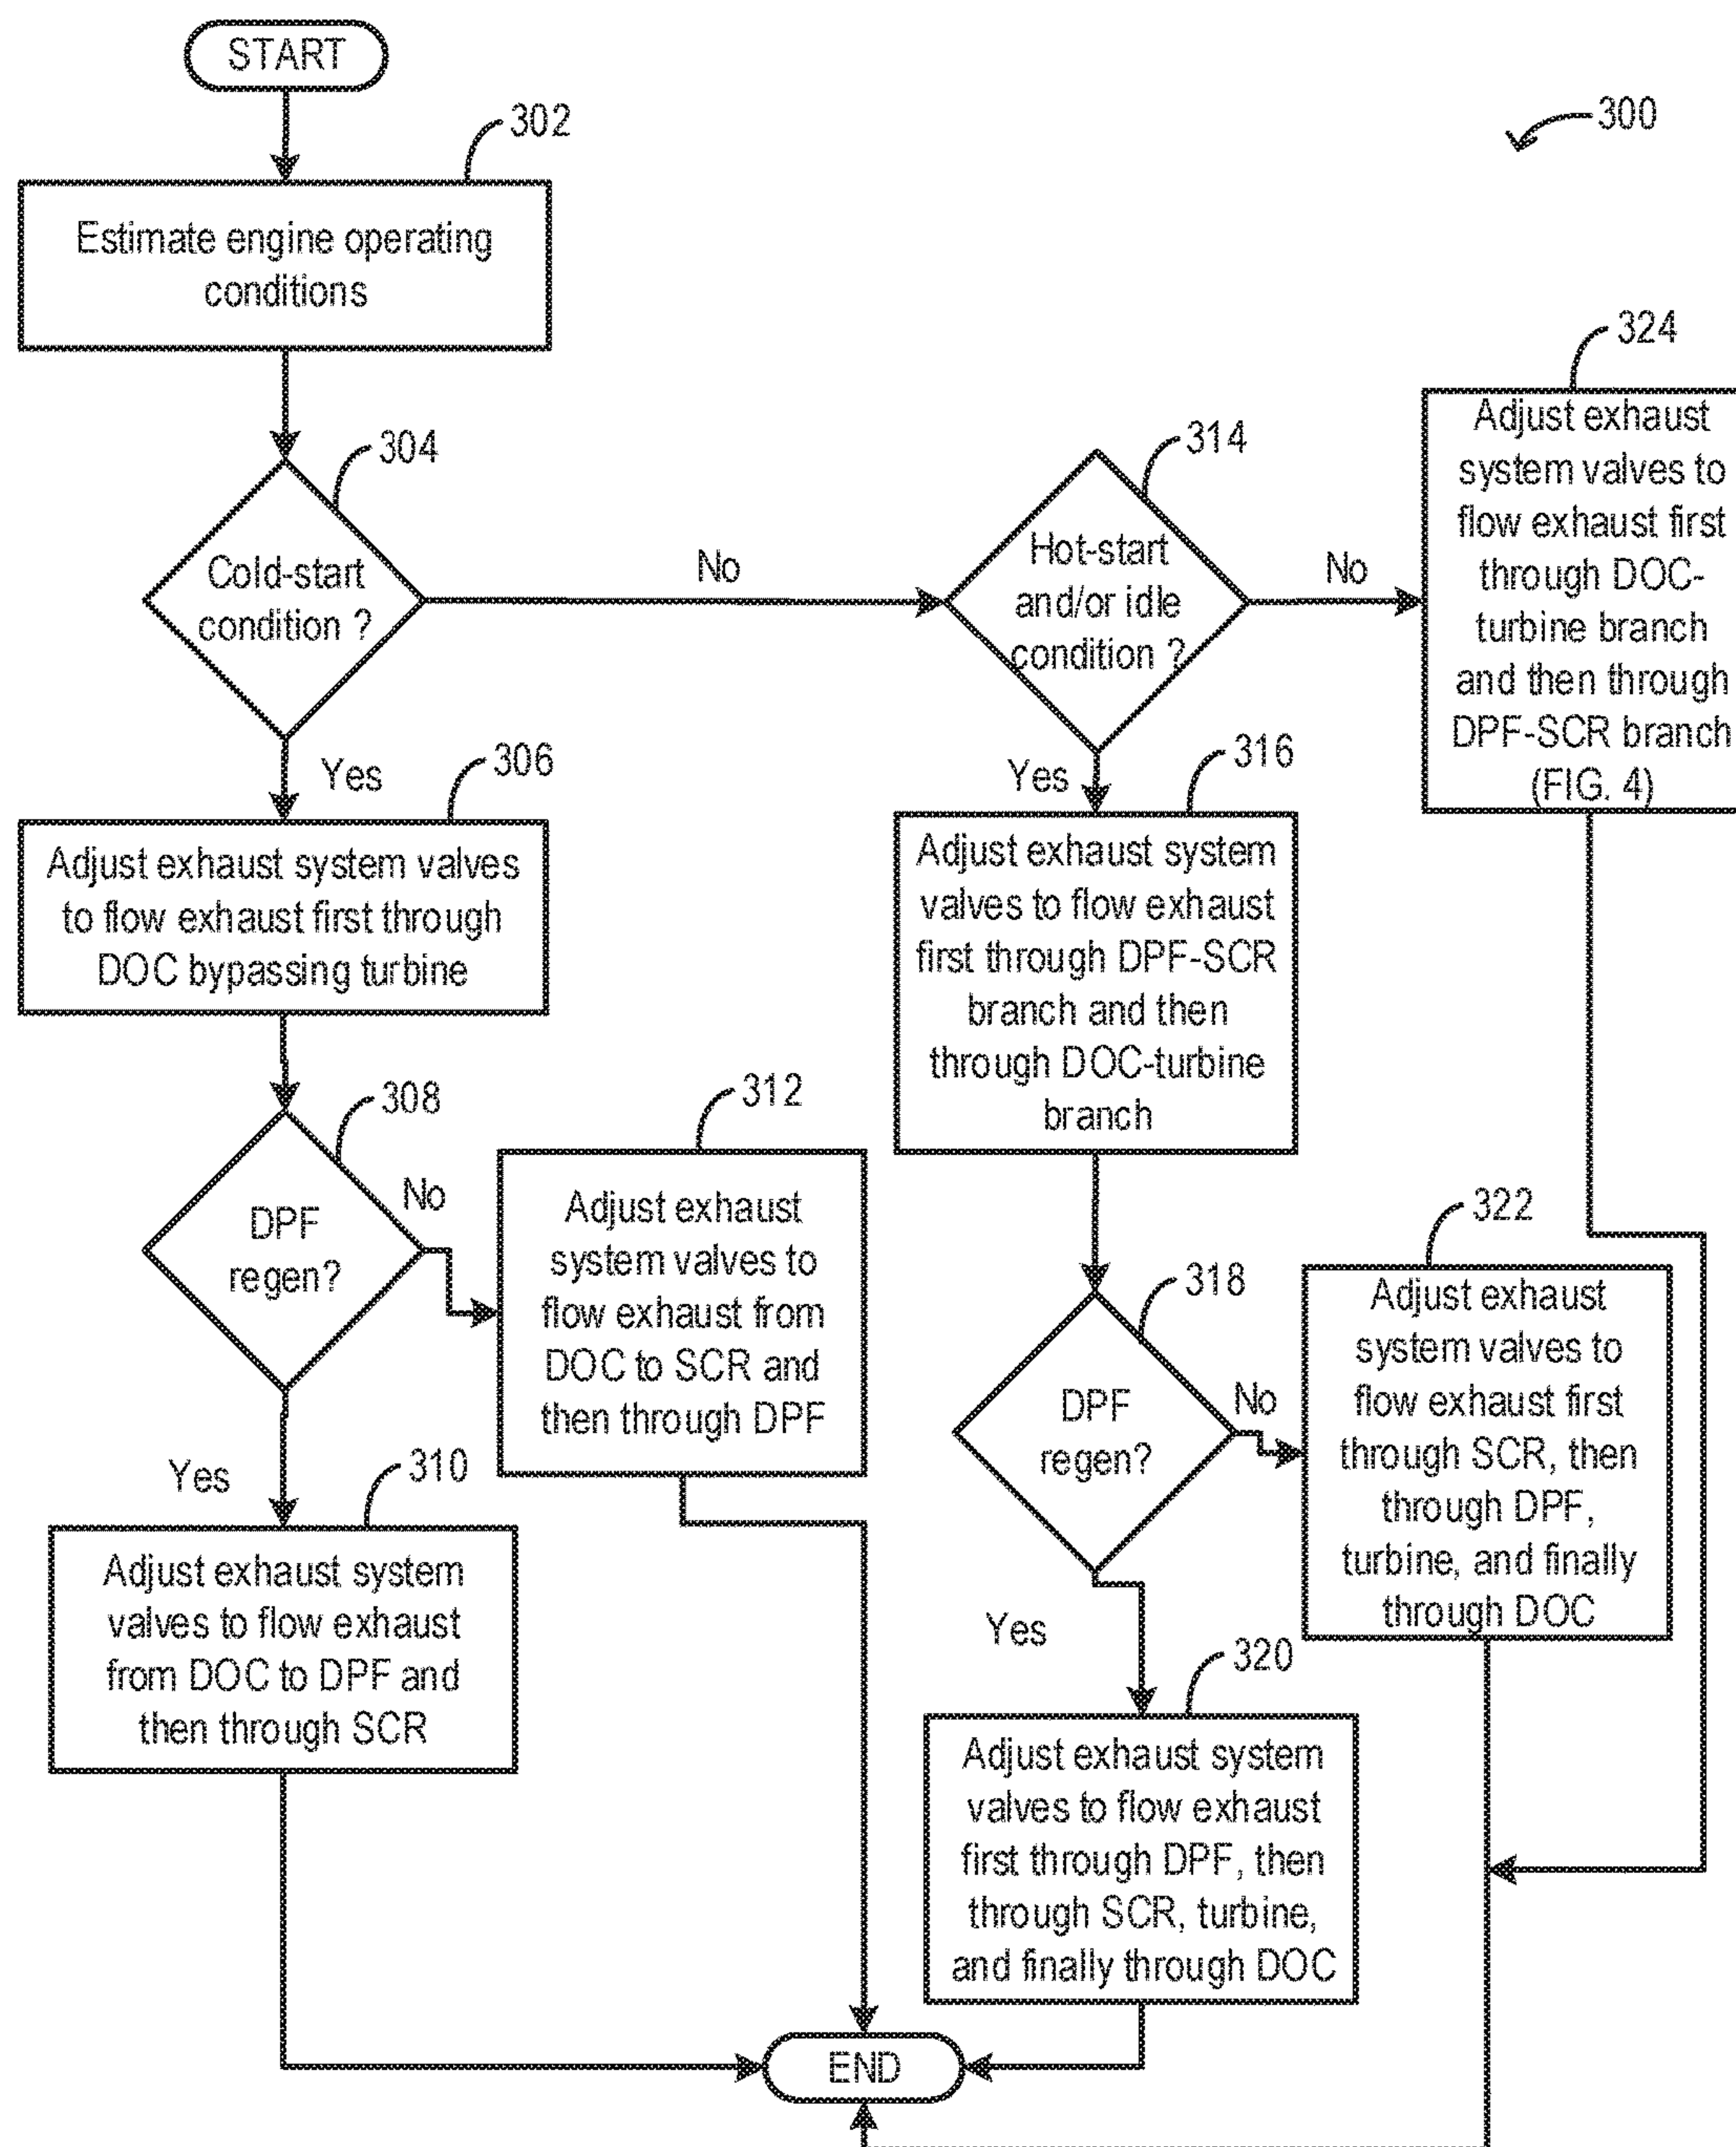 START
302
300
Estimate engine operating
conditions
304
Cold-start
condition ?
No
314
Hot-start
and/or idle
condition ?
No
324
Adjust exhaust
system valves to
flow exhaust first
through DOC-
turbine branch
and then through
DPF-SCR branch
(FIG. 4)
Yes
306
Adjust exhaust system valves
to flow exhaust first through
DOC bypassing turbine
Yes
316
Adjust exhaust system
valves to flow exhaust
first through DPF-SCR
branch and then
through DOC-turbine
branch
308
DPF
regen?
No
312
Adjust exhaust
system valves to
flow exhaust from
DOC to SCR and
then through DPF
Yes
310
Adjust exhaust system
valves to flow exhaust
from DOC to DPF and
then through SCR
318
DPF
regen?
No
322
Adjust exhaust
system valves to
flow exhaust first
through SCR, then
through DPF,
turbine, and finally
through DOC
Yes
320
Adjust exhaust system
valves to flow exhaust
first through DPF, then
through SCR, turbine,
and finally through DOC
END